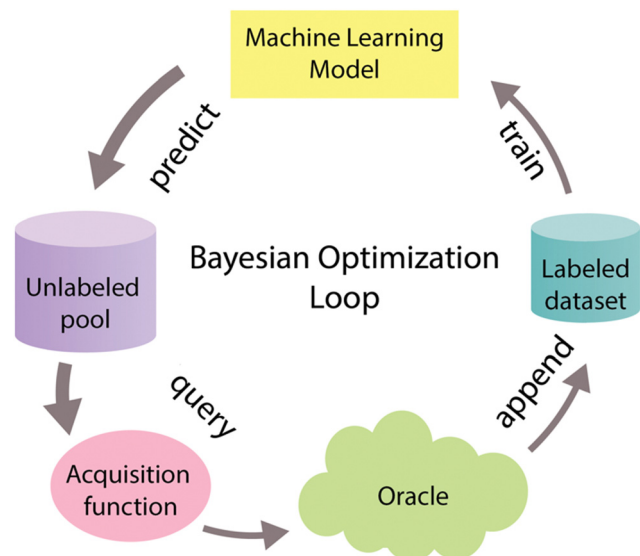 Machine Learning
Model
predict
train
Bayesian Optimization
Loop
Unlabeled
pool
Labeled
dataset
query
append
Acquisition
function
Oracle